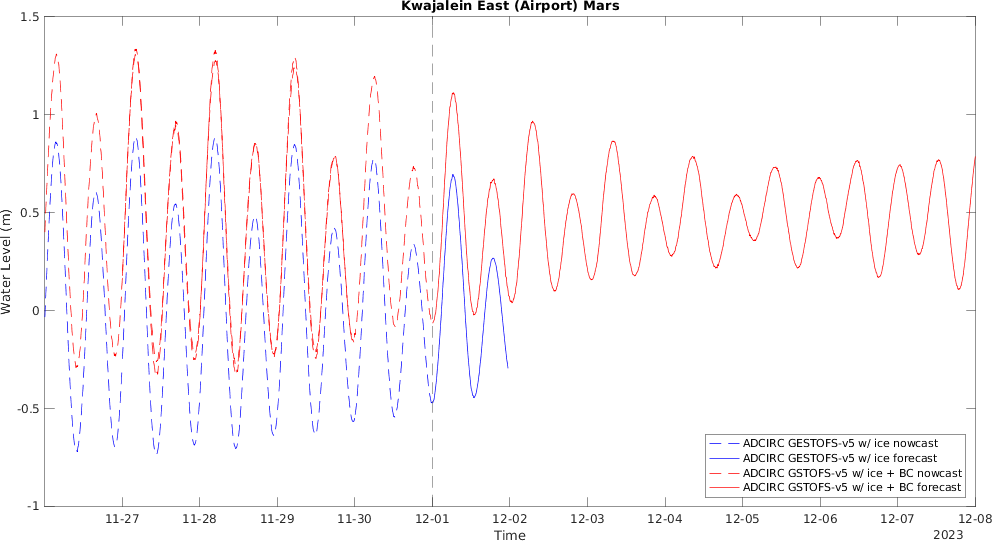 Kwajalein East (Airport) Mars
1.5
1
0.5
0
-0.5
-1
Water Level (m)
11-27
11-28
11-29
11-30
12-01
12-02
12-03
12-04
12-05
12-06
12-07
12-08
Time
2023
ADCIRC GESTOFS-v5 w/ ice nowcast
ADCIRC GESTOFS-v5 w/ ice forecast
ADCIRC GSTOFS-v5 w/ ice + BC nowcast
ADCIRC GSTOFS-v5 w/ ice + BC forecast